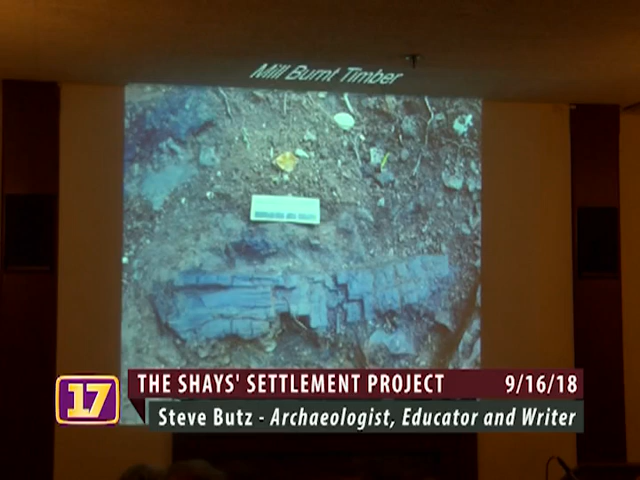 Mill Burnt Timber
THE SHAYS' SETTLEMENT PROJECT 9/16/18
17 Steve Butz - Archaeologist, Educator and Writer